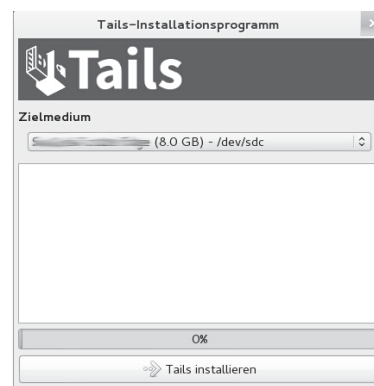 Tails-Installationsprogramm
Tails
Zielmedium
(8.0 GB) - /dev/sdc
0%
Tails installieren